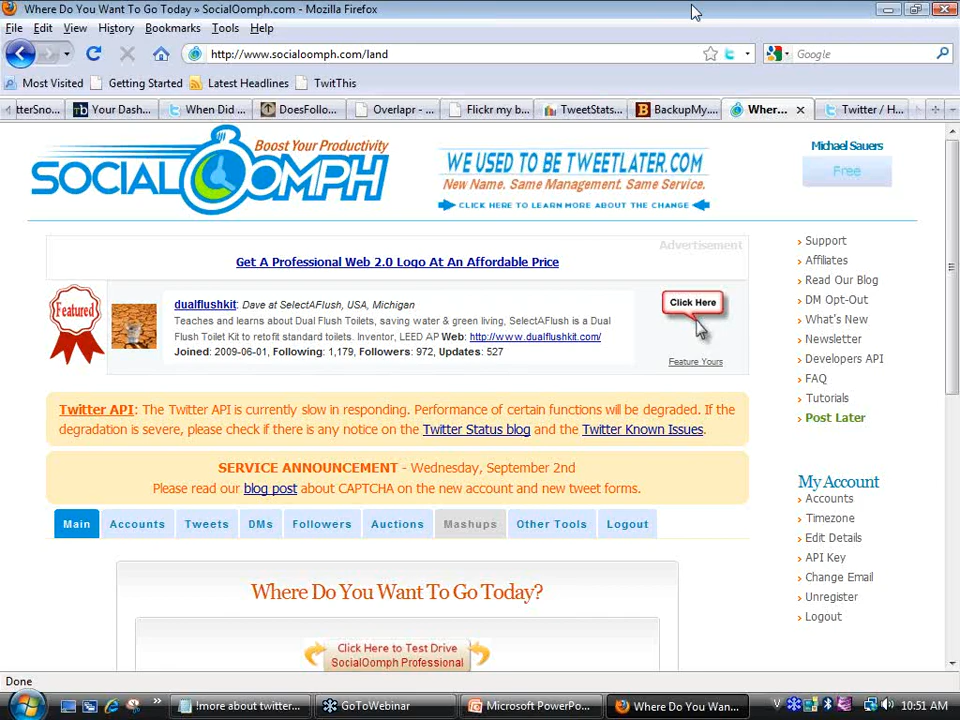 Where Do You Want To Go Today » SocialOomph.com - Mozilla Firefox
File Edit View History Bookmarks Tools Help
http://www.socialoomph.com/land
Google
Most Visited Getting Started Latest Headlines TwitThis
tterSno... Your Dash... When Did ... DoesFollo... Overlapr - ... Flickr my b... TweetStats... BackupMy.... Wher... Twitter / H...
Boost Your Productivity
SOCIAL OOMPH
WE USED TO BE TWEETLATER.COM
New Name. Same Management. Same Service.
CLICK HERE TO LEARN MORE ABOUT THE CHANGE
Michael Sauers
Free
Advertisement
Get A Professional Web 2.0 Logo At An Affordable Price
Featured
dualflushkit: Dave at SelectAFlush, USA, Michigan
Teaches and learns about Dual Flush Toilets, saving water & green living, SelectAFlush is a Dual
Flush Toilet Kit to retofit standard toilets. Inventor, LEED AP Web: http://www.dualflushkit.com/
Joined: 2009-06-01, Following: 1,179, Followers: 972, Updates: 527
Click Here
Feature Yours
Twitter API: The Twitter API is currently slow in responding. Performance of certain functions will be degraded. If the
degradation is severe, please check if there is any notice on the Twitter Status blog and the Twitter Known Issues.
SERVICE ANNOUNCEMENT - Wednesday, September 2nd
Please read our blog post about CAPTCHA on the new account and new tweet forms.
Main Accounts Tweets DMs Followers Auctions Mashups Other Tools Logout
Where Do You Want To Go Today?
Click Here to Test Drive
SocialOomph Professional
Support
Affiliates
Read Our Blog
DM Opt-Out
What's New
Newsletter
Developers API
FAQ
Tutorials
Post Later
My Account
Accounts
Timezone
Edit Details
API Key
Change Email
Unregister
Logout
Done
!more about twitter... GoToWebinar Microsoft PowerPo... Where Do You Wan... V 10:51 AM